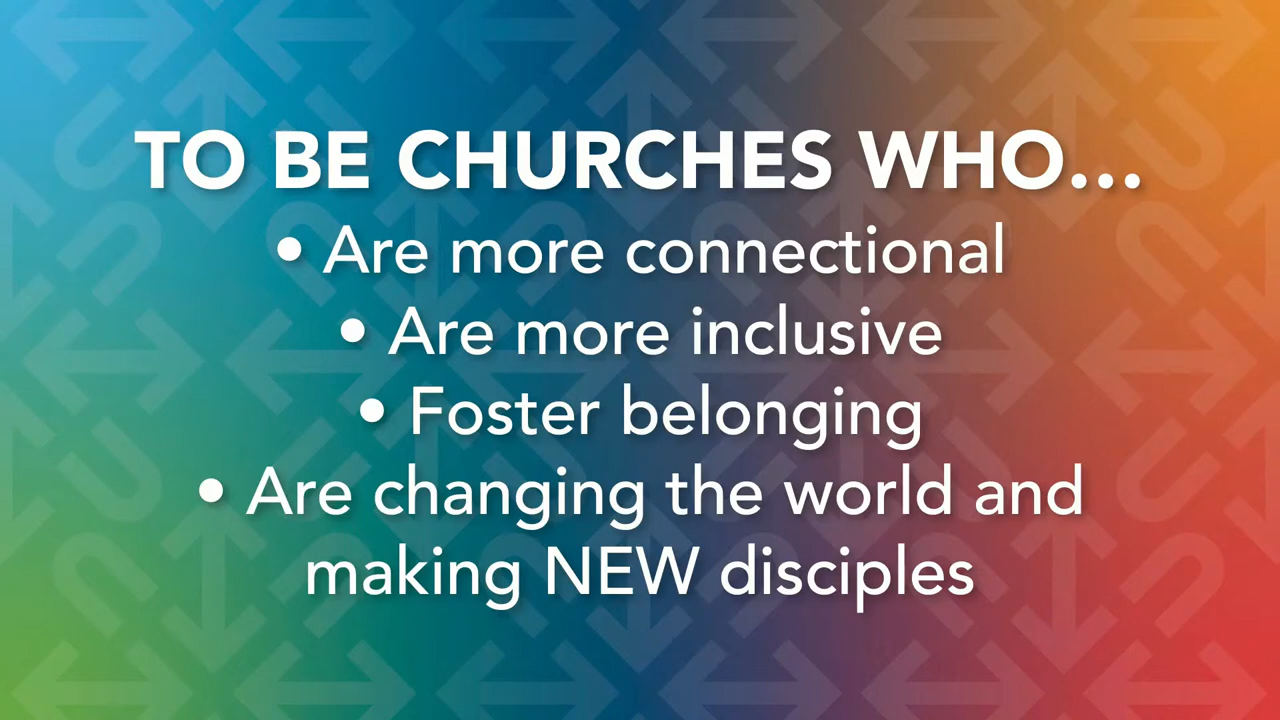 TO BE CHURCHES WHO...
• Are more connectional
• Are more inclusive
• Foster belonging
• Are changing the world and
making NEW disciples